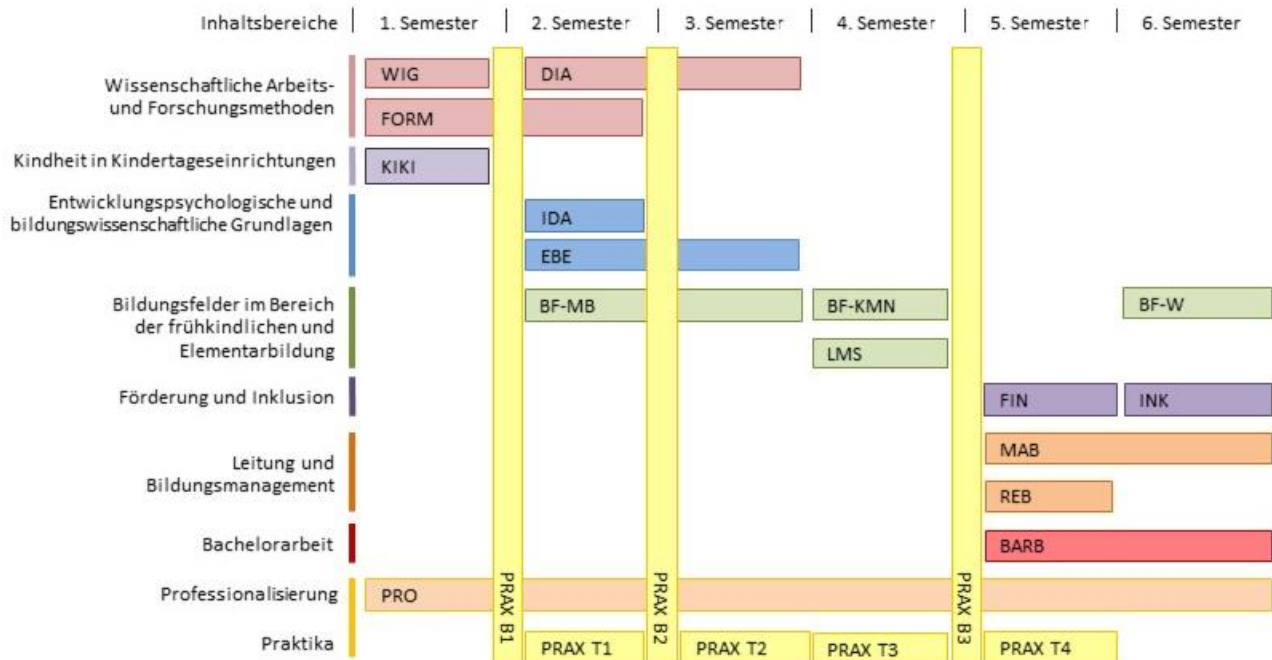 Inhaltsbereiche 1. Semester 2. Semester 3. Semester 4. Semester 5. Semester 6. Semester
Wissenschaftliche Arbeits-
und Forschungsmethoden
WIG DIA
FORM
Kindheit in Kindertageseinrichtungen KIKI
Entwicklungspsychologische und
bildungswissenschaftliche Grundlagen
IDA
EBE
Bildungsfelder im Bereich
der frühkindlichen und
Elementarbildung
BF-MB BF-KMN BF-W
LMS
Förderung und Inklusion FIN INK
Leitung und
Bildungsmanagement
MAB
REB
Bachelorarbeit BARB
Professionalisierung PRO
Praktika PRAX T1 PRAX T2 PRAX T3 PRAX T4
PRAX B1
PRAX B2
PRAX B3